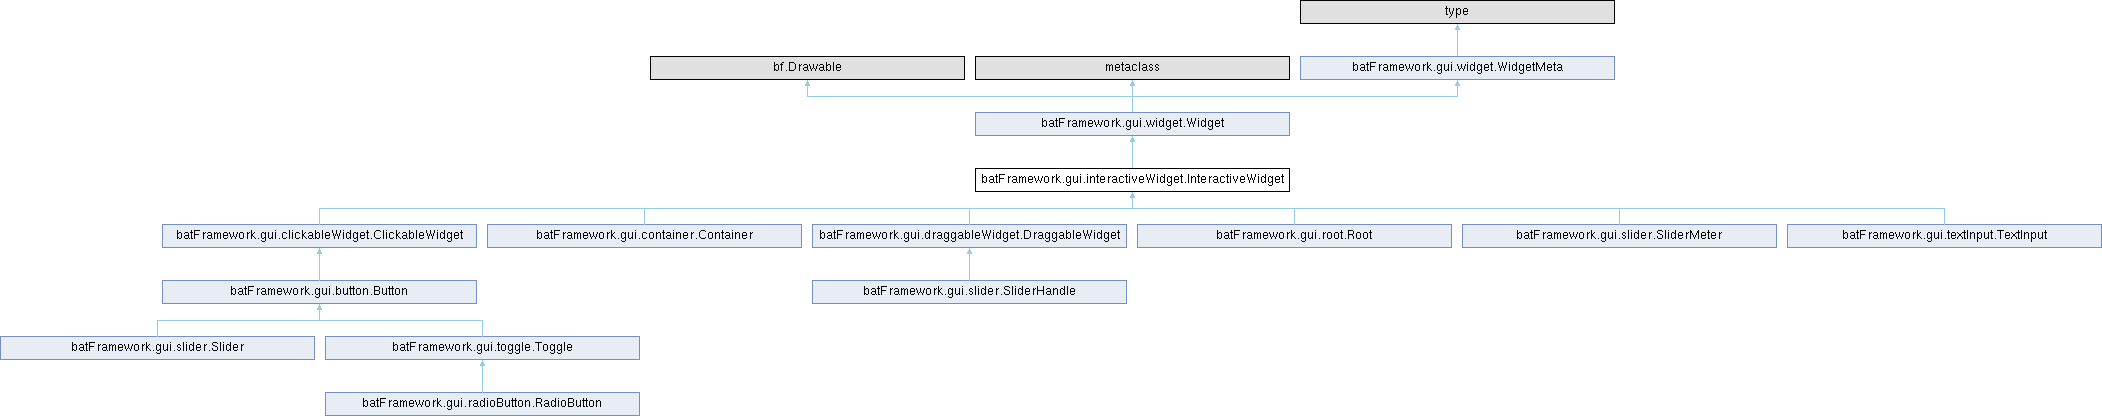 type
bf.Drawable
metaclass
batFramework.gui.widget.WidgetMeta
batFramework.gui.widget.Widget
batFramework.gui.interactiveWidget.InteractiveWidget
batFramework.gui.clickableWidget.ClickableWidget
batFramework.gui.container.Container
batFramework.gui.draggableWidget.DraggableWidget
batFramework.gui.root.Root
batFramework.gui.slider.SliderMeter
batFramework.gui.textInput.TextInput
batFramework.gui.button.Button
batFramework.gui.slider.SliderHandle
batFramework.gui.slider.Slider
batFramework.gui.toggle.Toggle
batFramework.gui.radioButton.RadioButton